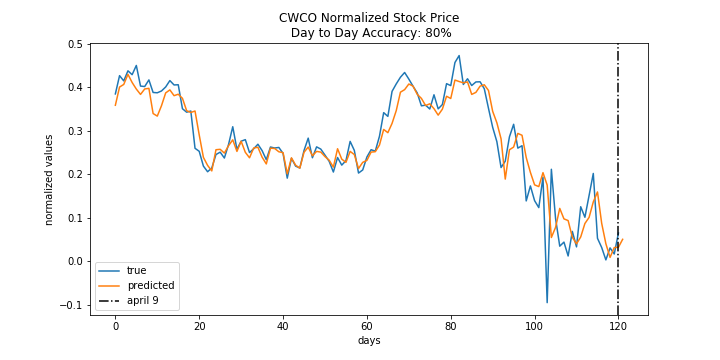 CWCO Normalized Stock Price
Day to Day Accuracy: 80%
normalized values
0.5
0.4
0.3
0.2
0.1
0.0
−0.1
true
predicted
april 9
0 20 40 60 80 100 120
days